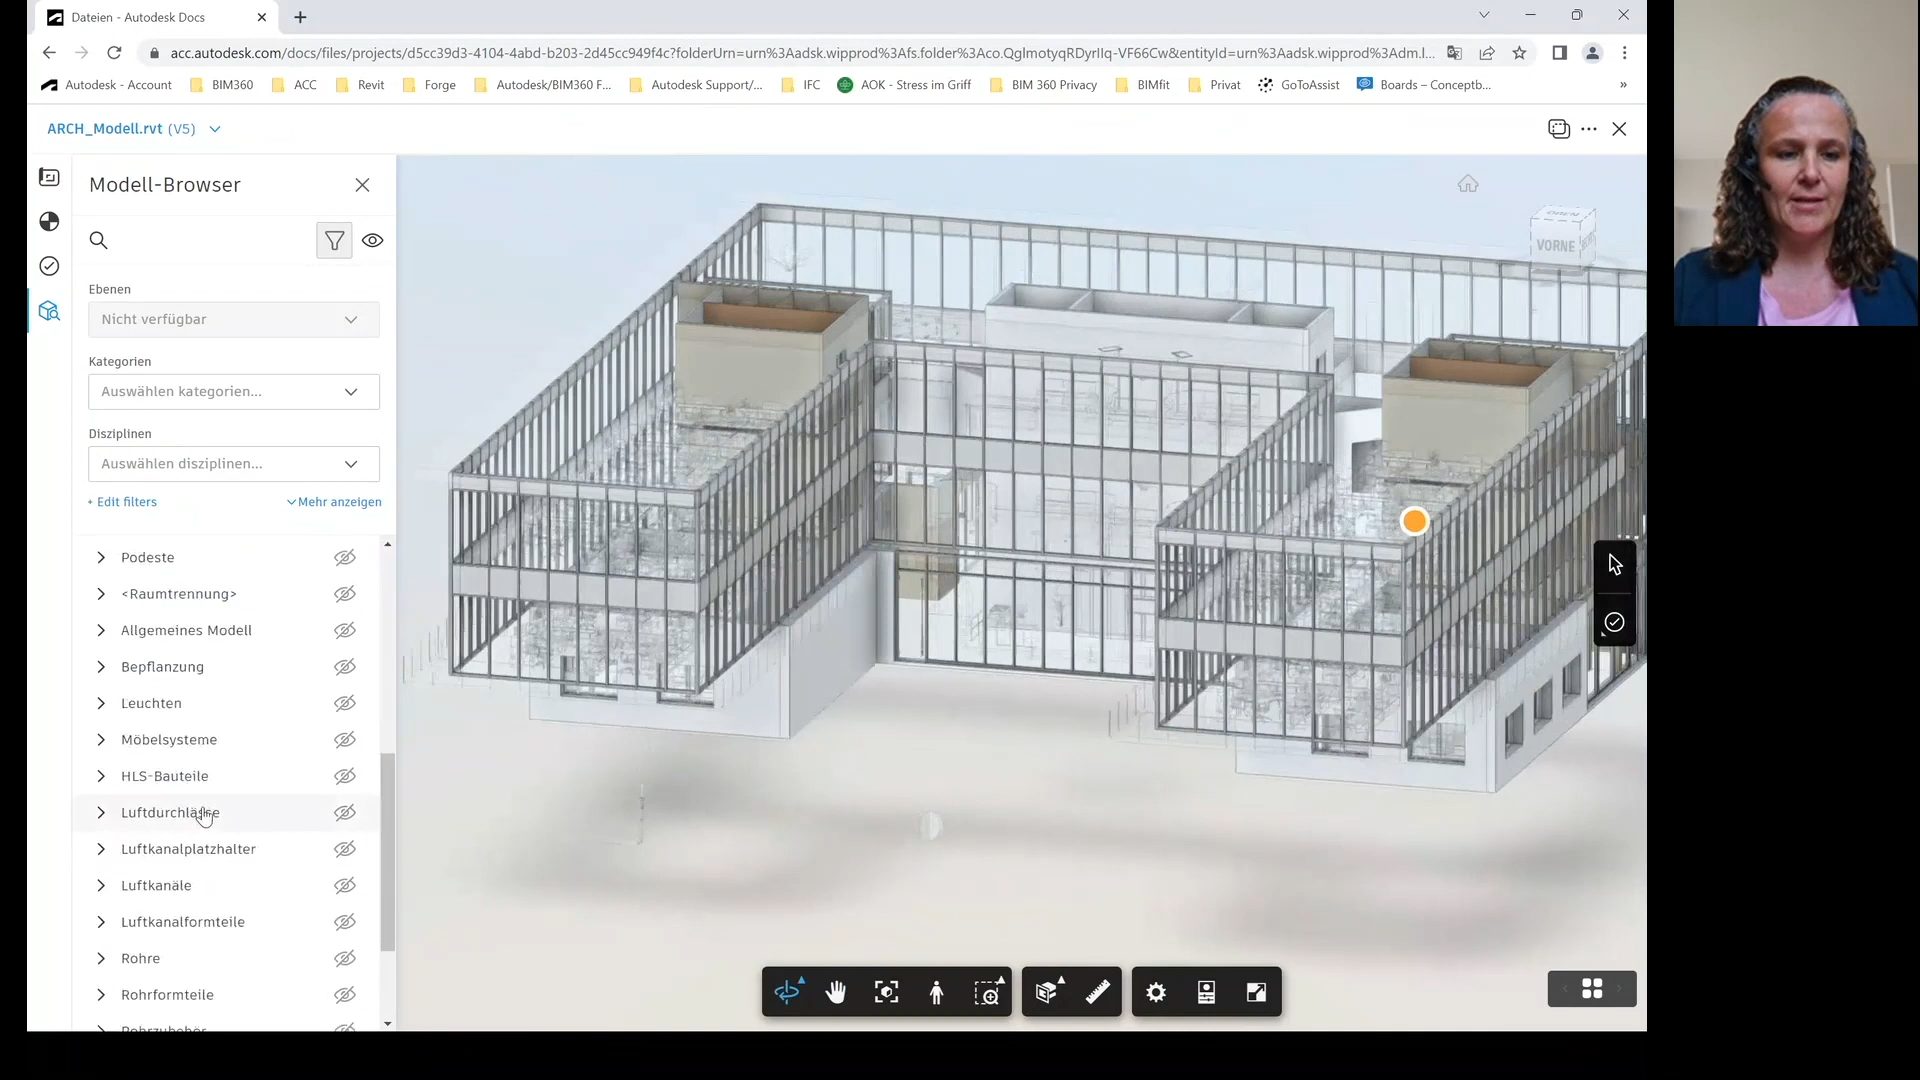 Dateien - Autodesk Docs
acc.autodesk.com/docs/files/projects/d5cc39d3-4104-4abd-b203-2d45cc949f4c?folderUrn=urn%3Aadsk.wipprod%3Afs.folder%3Aco.QglmotyqRDyrIIq-VF66Cw&entityId=urn%3Aadsk.wipprod%3Adm.l...
Autodesk - Account
BIM360
ACC
Revit
Forge
Autodesk/BIM360 F...
Autodesk Support/...
IFC
AOK - Stress im Griff
BIM 360 Privacy
BIMfit
Privat
GoToAssist
Boards – Conceptb...
»
ARCH_Modell.rvt (V5)
Modell-Browser
Ebenen
Nicht verfügbar
Kategorien
Auswählen kategorien...
Disziplinen
Auswählen disziplinen...
+ Edit filters
Mehr anzeigen
Podeste
<Raumtrennung>
Allgemeines Modell
Bepflanzung
Leuchten
Möbelsysteme
HLS-Bauteile
Luftdurchlässe
Luftkanalplatzhalter
Luftkanäle
Luftkanalformteile
Rohre
Rohrformteile
Rohrzubehör
OBEN
VORNE